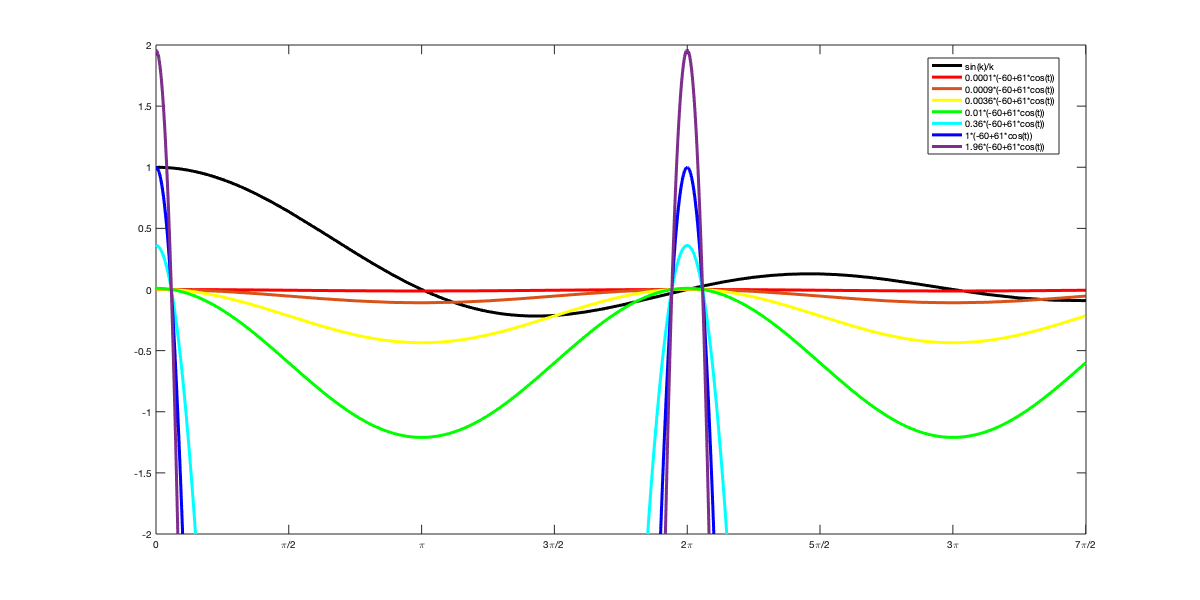 2
1.5
1
0.5
0
-0.5
-1
-1.5
-2
0
π/2
π
3π/2
2π
5π/2
3π
7π/2
sin(k)/k
0.0001*(-60+61*cos(t))
0.0009*(-60+61*cos(t))
0.0036*(-60+61*cos(t))
0.01*(-60+61*cos(t))
0.36*(-60+61*cos(t))
1*(-60+61*cos(t))
1.96*(-60+61*cos(t))